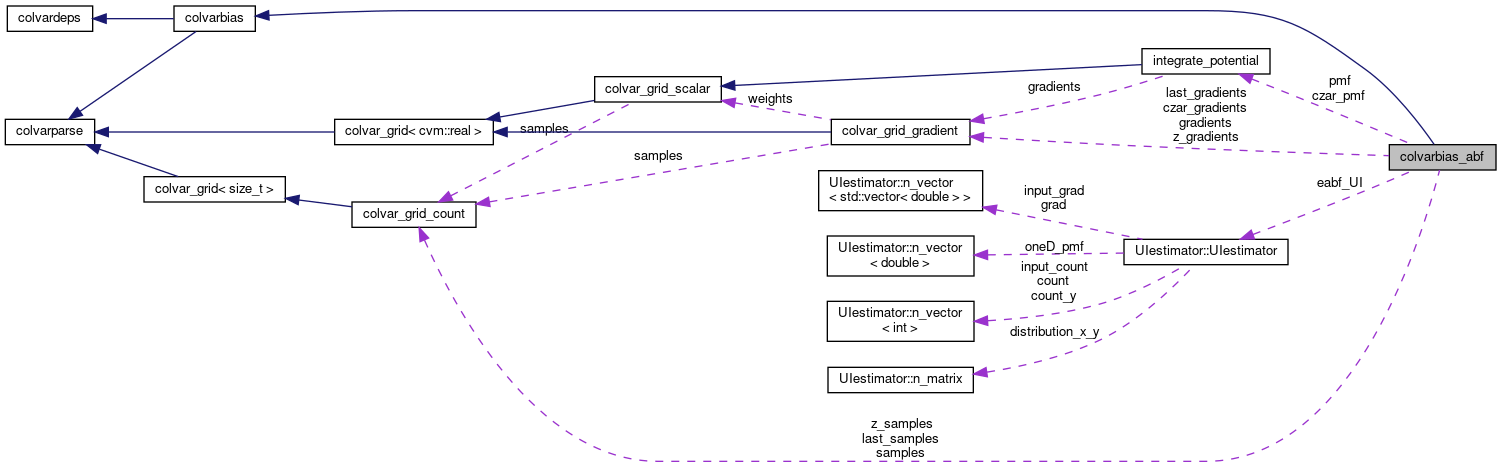 colvardeps
colvarbias
integrate_potential
pmf
czar_pmf
colvar_grid_scalar
weights
gradients
last_gradients
czar_gradients
gradients
z_gradients
colvarparse
colvar_grid< cvm::real >
samples
colvar_grid_gradient
colvarbias_abf
samples
colvar_grid< size_t >
colvar_grid_count
UIestimator::n_vector
< std::vector< double > >
input_grad
grad
eabf_UI
UIestimator::n_vector
< double >
oneD_pmf
UIestimator::UIestimator
input_count
count
count_y
UIestimator::n_vector
< int >
distribution_x_y
UIestimator::n_matrix
z_samples
last_samples
samples